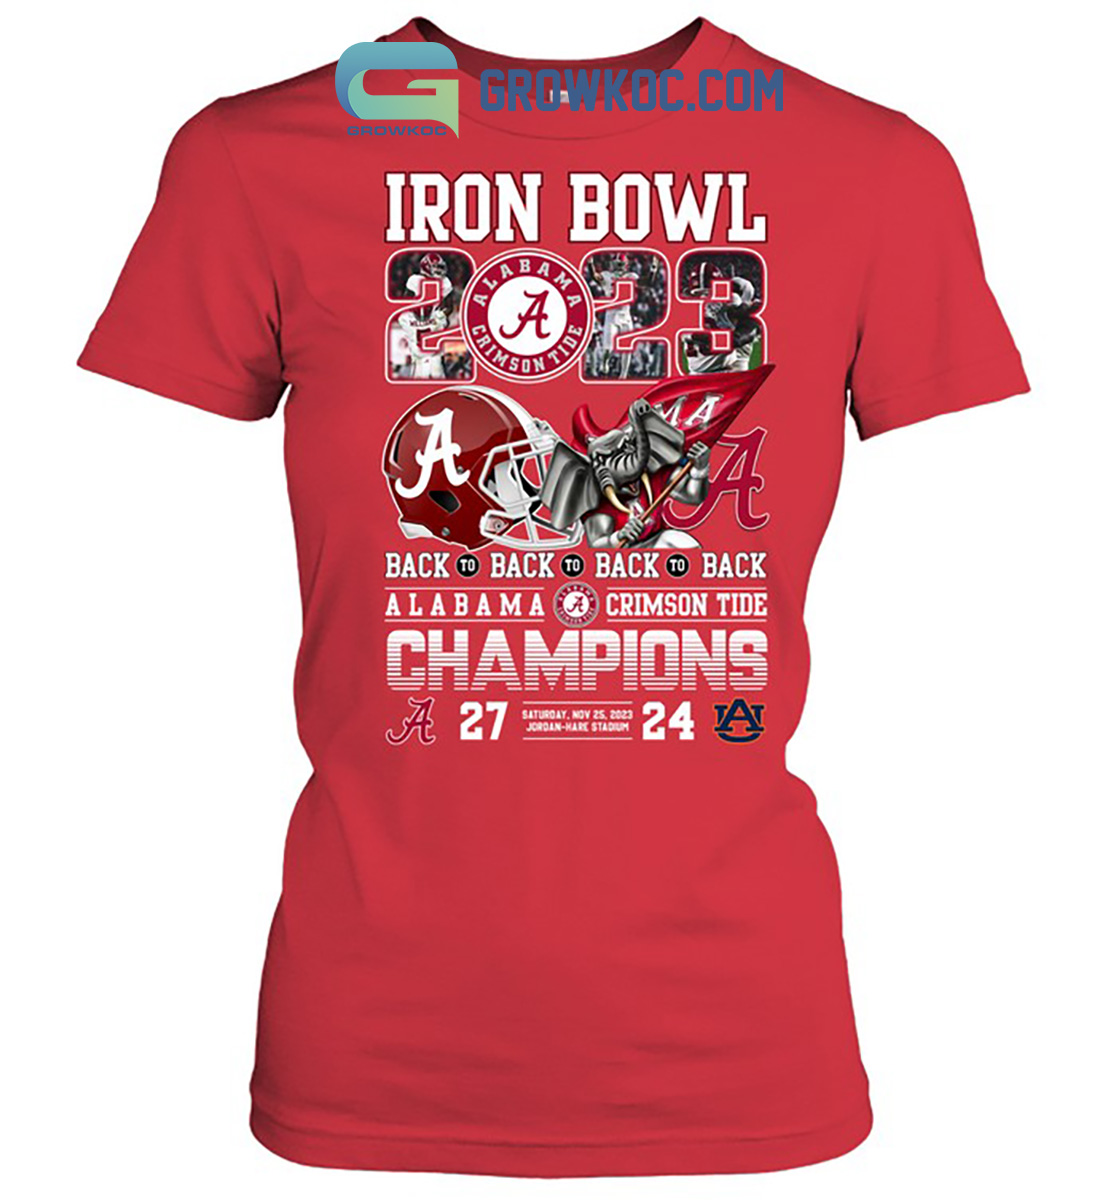 GROWKOC.COM
GROWKOC
IRON BOWL
2023
ALABAMA
CRIMSON TIDE
A
MA
A
A
A
BACK TO BACK TO BACK TO BACK
ALABAMA A CRIMSON TIDE
CHAMPIONS
A 27 SATURDAY, NOV 25, 2023 24 AU
JORDAN-HARE STADIUM